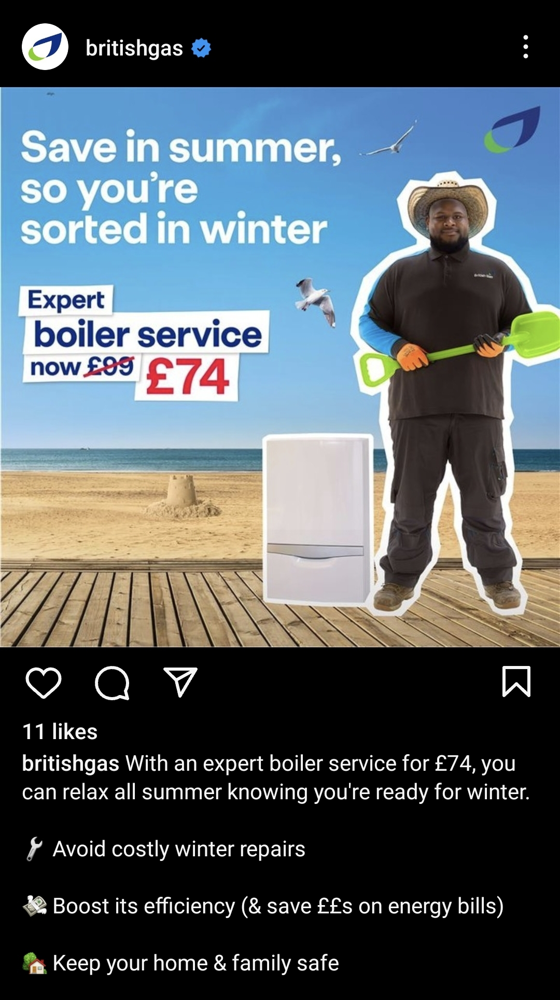 britishgas
Save in summer,
so you're
sorted in winter
Expert
boiler service
now £99 £74
11 likes
britishgas With an expert boiler service for £74, you
can relax all summer knowing you're ready for winter.
Avoid costly winter repairs
Boost its efficiency (& save ££s on energy bills)
Keep your home & family safe